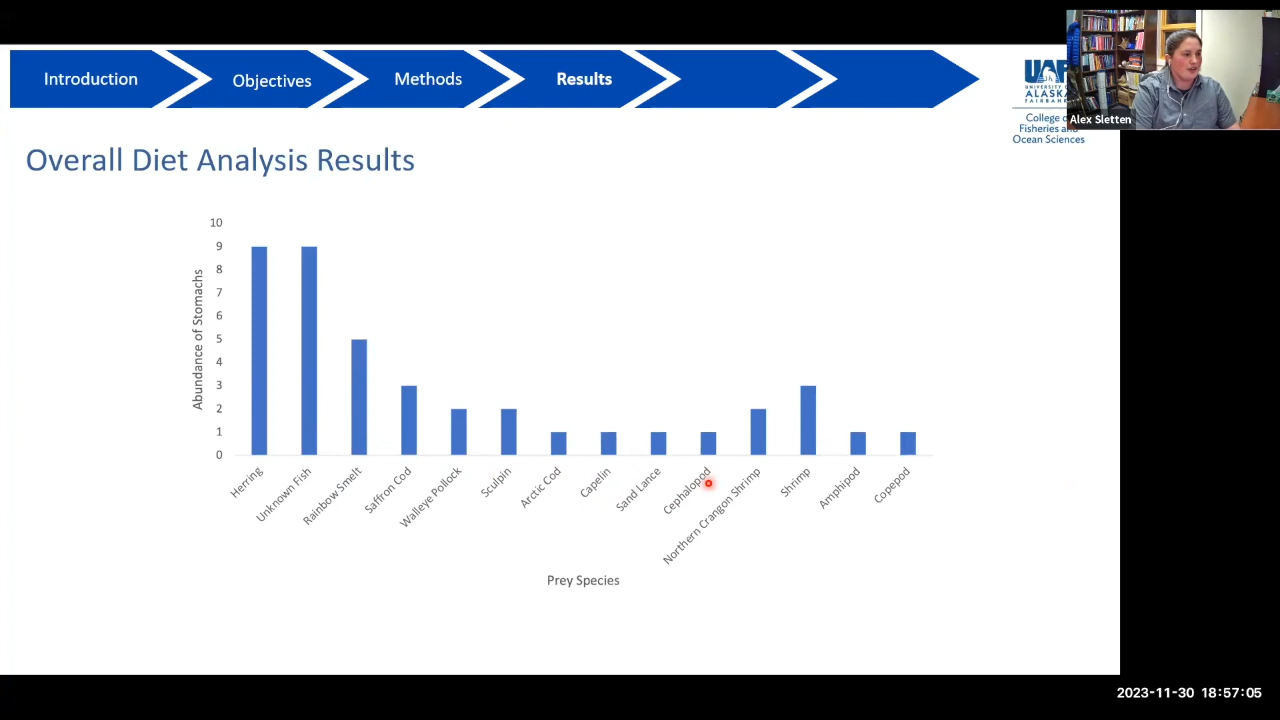 Introduction
Objectives
Methods
Results
UAF
UNIVERSITY OF
ALASKA
FAIRBANKS
College of
Fisheries and
Ocean Sciences
Alex Sletten
Overall Diet Analysis Results
Abundance of Stomachs
10
9
8
7
6
5
4
3
2
1
0
Herring
Unknown Fish
Rainbow Smelt
Saffron Cod
Walleye Pollock
Sculpin
Arctic Cod
Capelin
Sand Lance
Cephalopod
Northern Crangon Shrimp
Shrimp
Amphipod
Copepod
Prey Species
2023-11-30 18:57:05